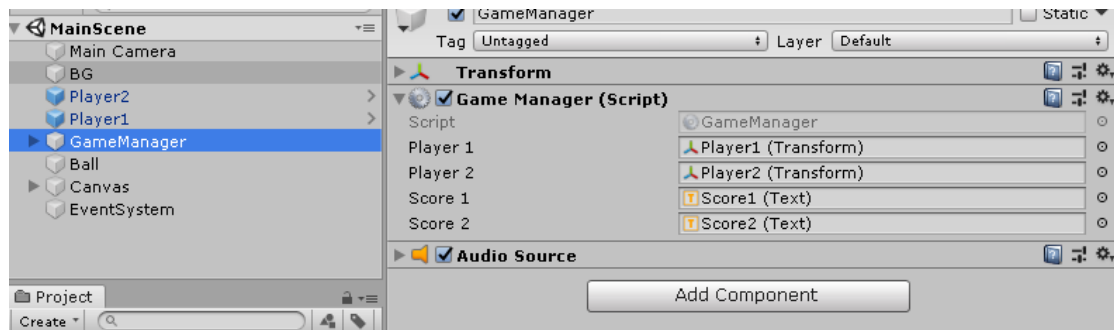 MainScene
Main Camera
BG
Player2
Player1
GameManager
Ball
Canvas
EventSystem
Project
Create
GameManager
Static
Tag Untagged Layer Default
Transform
Game Manager (Script)
Script GameManager
Player 1 Player1 (Transform)
Player 2 Player2 (Transform)
Score 1 Score1 (Text)
Score 2 Score2 (Text)
Audio Source
Add Component